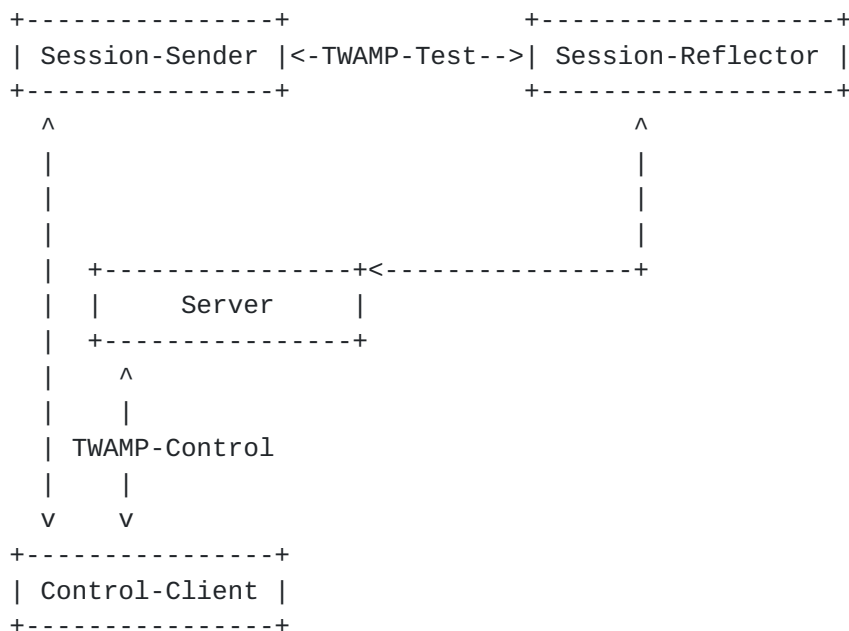 Session-Sender <-TWAMP-Test--> Session-Reflector
Server
TWAMP-Control
Control-Client